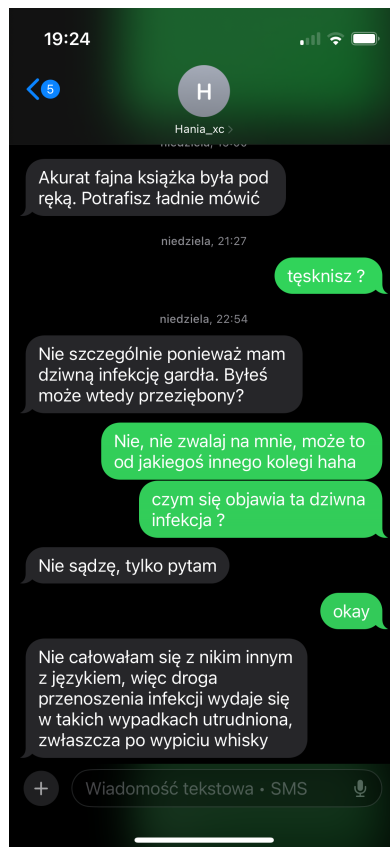 19:24
5
H
Hania_xc
Akurat fajna książka była pod
ręką. Potrafisz ładnie mówić
niedziela, 21:27
tęsknisz ?
niedziela, 22:54
Nie szczególnie ponieważ mam
dziwną infekcję gardła. Byłeś
może wtedy przeziębony?
Nie, nie zwalaj na mnie, może to
od jakiegoś innego kolegi haha
czym się objawia ta dziwna
infekcja ?
Nie sądzę, tylko pytam
okay
Nie całowałam się z nikim innym
z językiem, więc droga
przenoszenia infekcji wydaje się
w takich wypadkach utrudniona,
zwłaszcza po wypiciu whisky
Wiadomość tekstowa • SMS